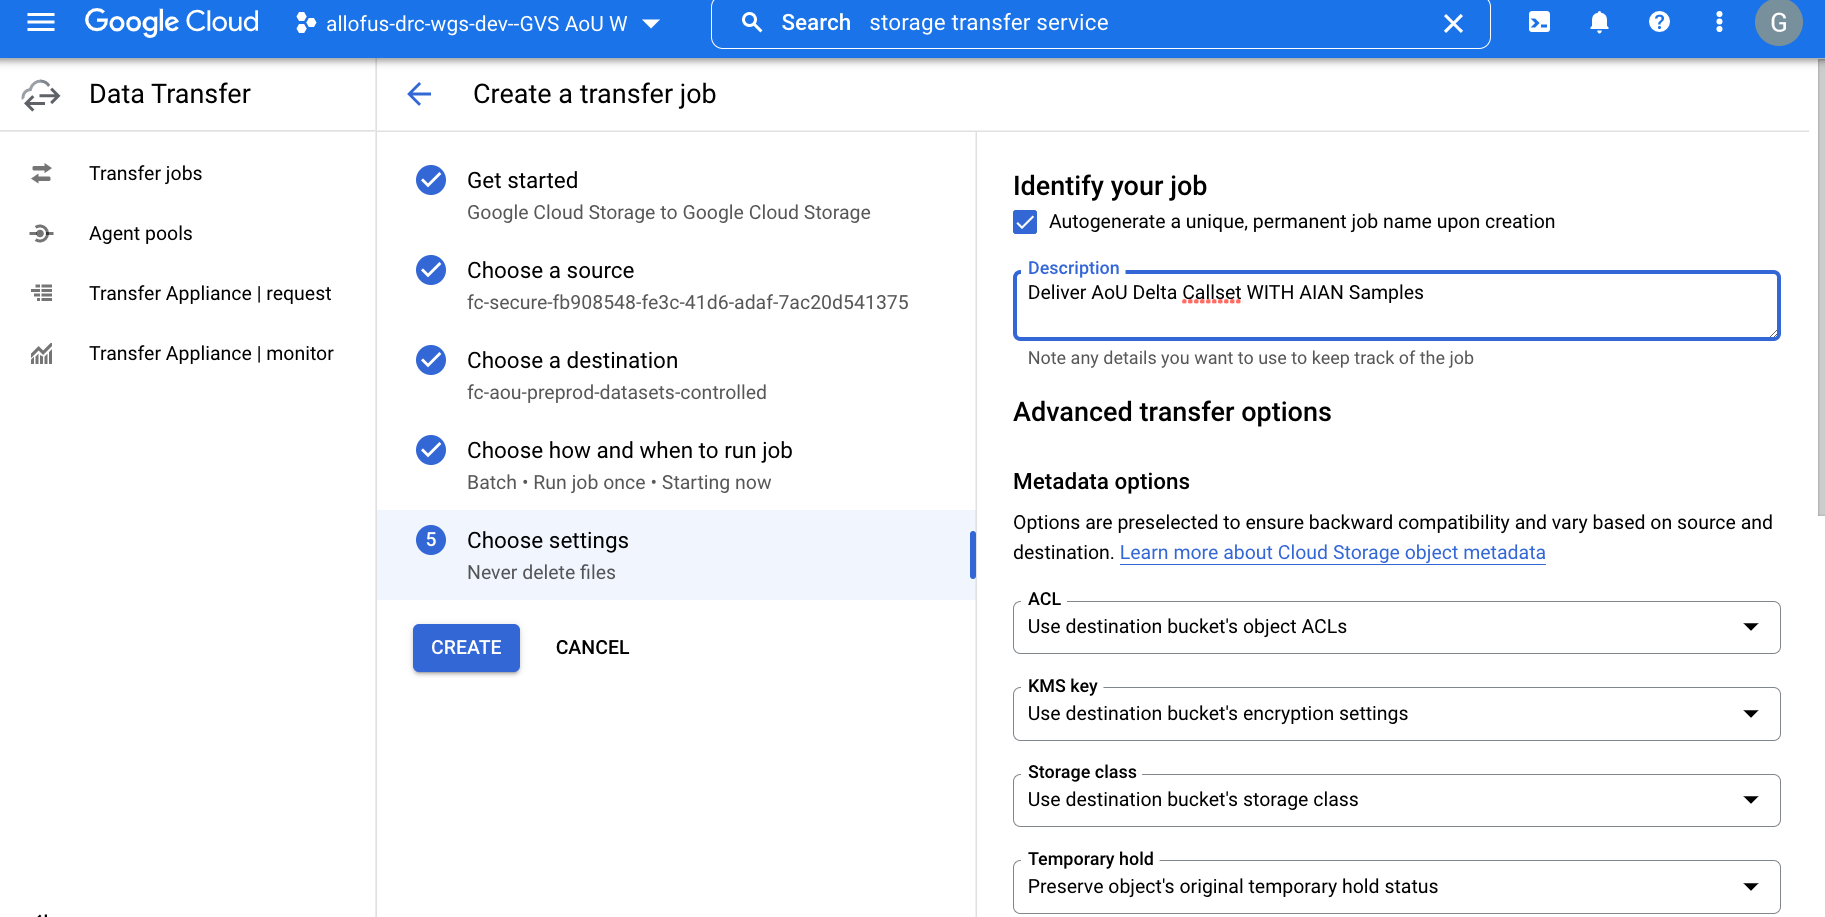 Google Cloud
allofus-drc-wgs-dev--GVS AoU W
Search storage transfer service
G
Data Transfer
Create a transfer job
Transfer jobs
Agent pools
Transfer Appliance | request
Transfer Appliance | monitor
Get started
Google Cloud Storage to Google Cloud Storage
Choose a source
fc-secure-fb908548-fe3c-41d6-adaf-7ac20d541375
Choose a destination
fc-aou-preprod-datasets-controlled
Choose how and when to run job
Batch • Run job once • Starting now
5 Choose settings
Never delete files
CREATE CANCEL
Identify your job
Autogenerate a unique, permanent job name upon creation
Description
Deliver AoU Delta Callset WITH AIAN Samples
Note any details you want to use to keep track of the job
Advanced transfer options
Metadata options
Options are preselected to ensure backward compatibility and vary based on source and
destination. Learn more about Cloud Storage object metadata
ACL
Use destination bucket's object ACLs
KMS key
Use destination bucket's encryption settings
Storage class
Use destination bucket's storage class
Temporary hold
Preserve object's original temporary hold status